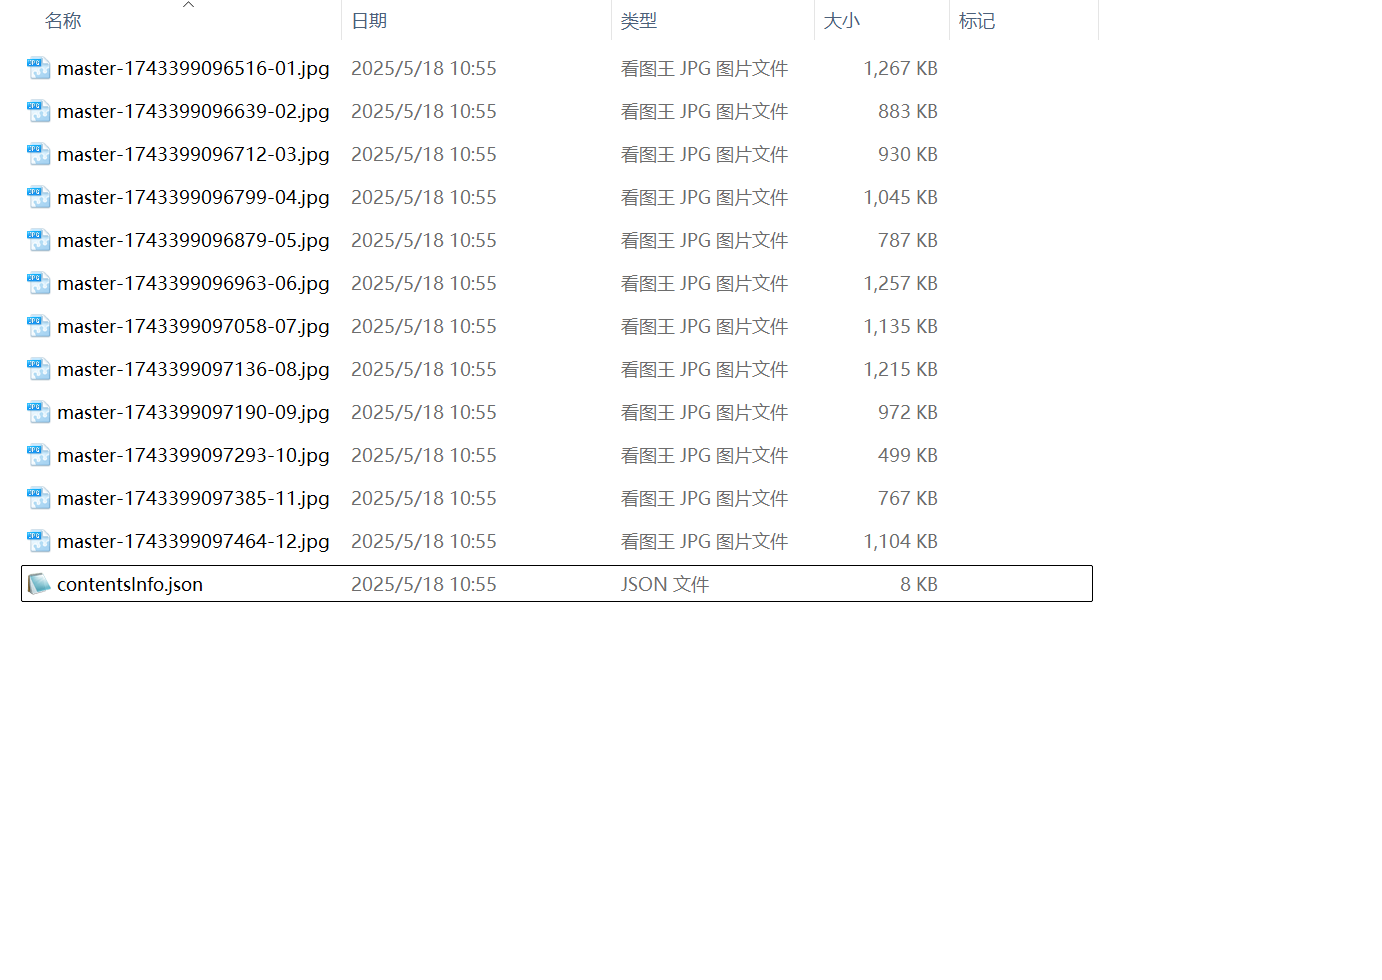 名称 日期 类型 大小 标记
master-1743399096516-01.jpg 2025/5/18 10:55 看图王 JPG 图片文件 1,267 KB
master-1743399096639-02.jpg 2025/5/18 10:55 看图王 JPG 图片文件 883 KB
master-1743399096712-03.jpg 2025/5/18 10:55 看图王 JPG 图片文件 930 KB
master-1743399096799-04.jpg 2025/5/18 10:55 看图王 JPG 图片文件 1,045 KB
master-1743399096879-05.jpg 2025/5/18 10:55 看图王 JPG 图片文件 787 KB
master-1743399096963-06.jpg 2025/5/18 10:55 看图王 JPG 图片文件 1,257 KB
master-1743399097058-07.jpg 2025/5/18 10:55 看图王 JPG 图片文件 1,135 KB
master-1743399097136-08.jpg 2025/5/18 10:55 看图王 JPG 图片文件 1,215 KB
master-1743399097190-09.jpg 2025/5/18 10:55 看图王 JPG 图片文件 972 KB
master-1743399097293-10.jpg 2025/5/18 10:55 看图王 JPG 图片文件 499 KB
master-1743399097385-11.jpg 2025/5/18 10:55 看图王 JPG 图片文件 767 KB
master-1743399097464-12.jpg 2025/5/18 10:55 看图王 JPG 图片文件 1,104 KB
contentsInfo.json 2025/5/18 10:55 JSON 文件 8 KB